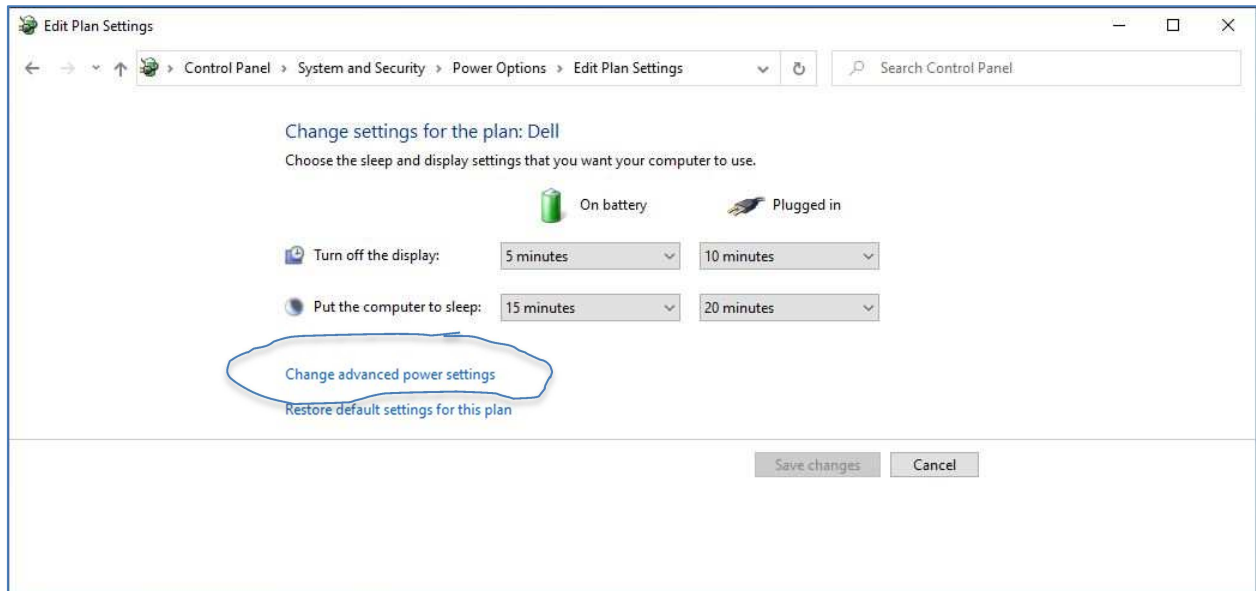 Edit Plan Settings
Control Panel > System and Security > Power Options > Edit Plan Settings Search Control Panel
Change settings for the plan: Dell
Choose the sleep and display settings that you want your computer to use.
On battery Plugged in
Turn off the display: 5 minutes 10 minutes
Put the computer to sleep: 15 minutes 20 minutes
Change advanced power settings
Restore default settings for this plan
Save changes Cancel